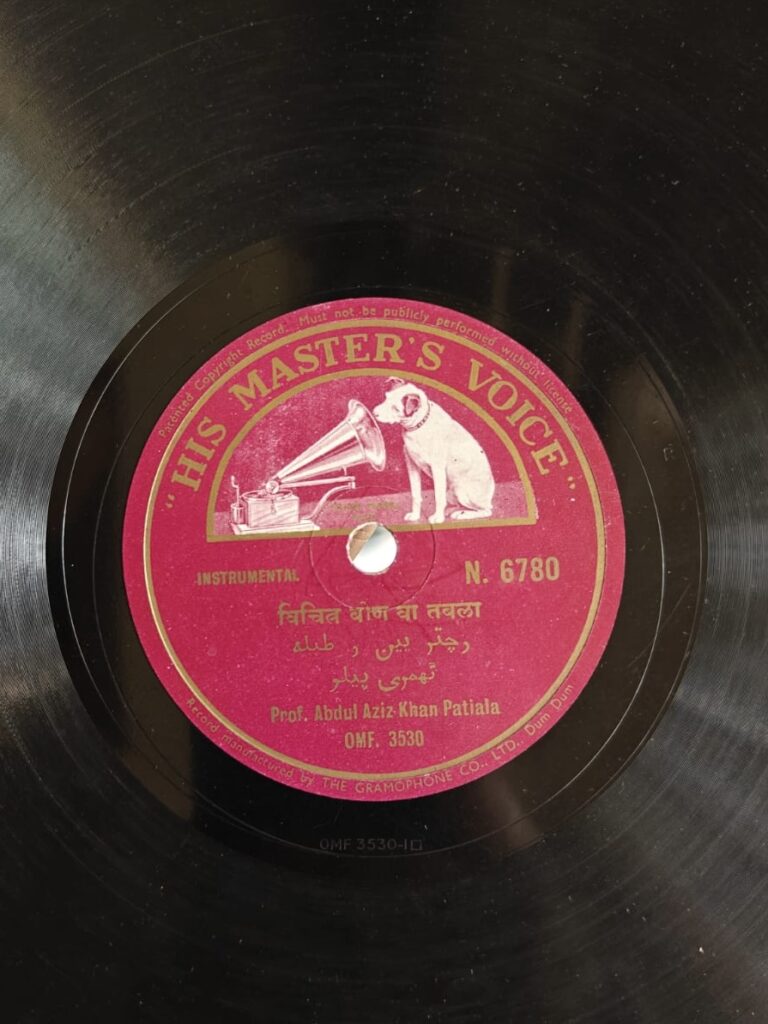 Patented Copyright Record. Must not be publicly performed without license
"HIS MASTER'S VOICE"
INSTRUMENTAL
N. 6780
विचित्र बीण वा तबला
وچتر بین و طبله
ٹھمری پیلو
Prof. Abdul Aziz Khan Patiala
OMF. 3530
Record manufactured by THE GRAMOPHONE CO., LTD., Dum Dum
OMF 3530-1□